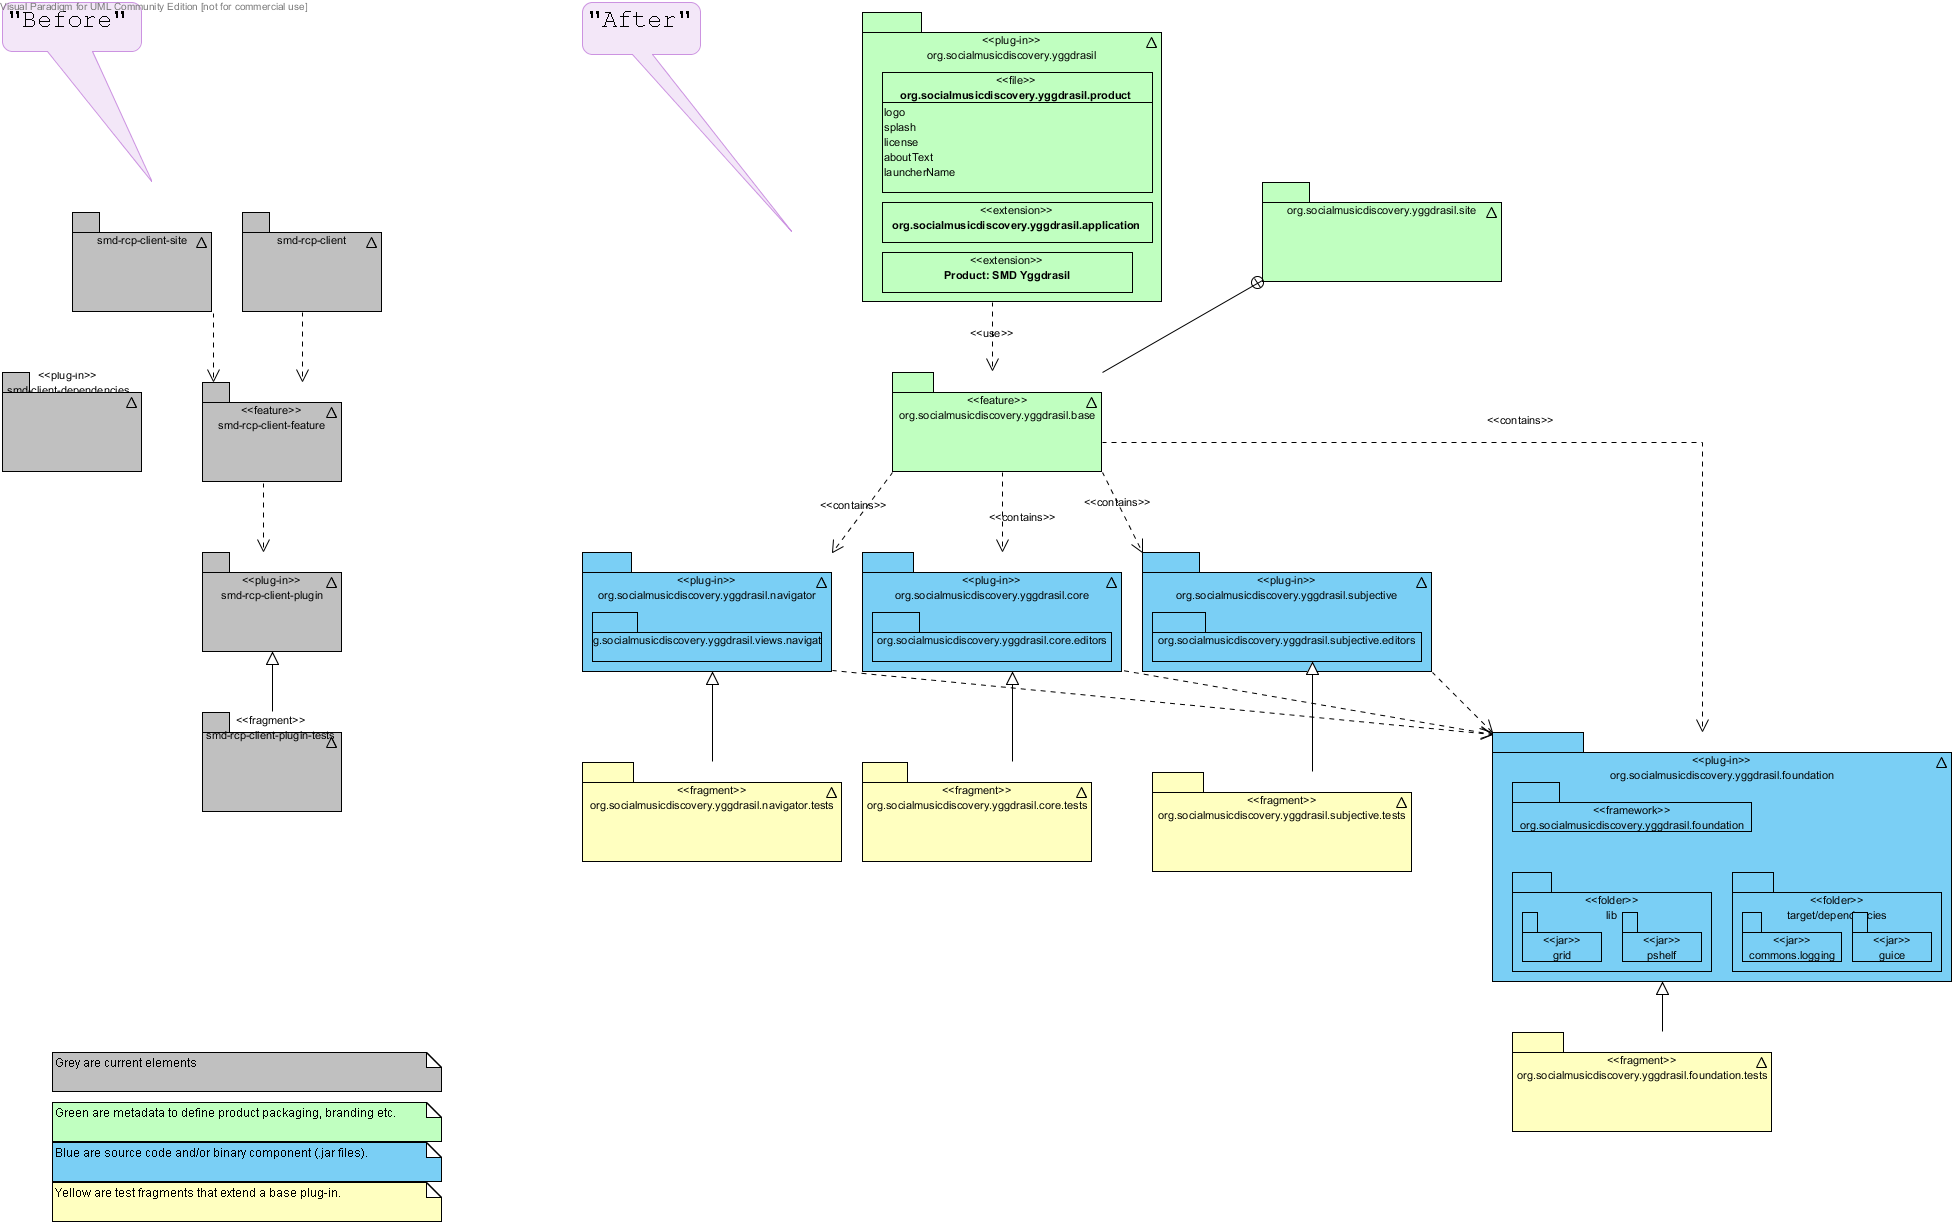 Visual Paradigm for UML Community Edition [not for commercial use]
"Before"
smd-rcp-client-site
smd-rcp-client
<<plug-in>>
smd-client-dependencies
<<feature>>
smd-rcp-client-feature
<<plug-in>>
smd-rcp-client-plugin
<<fragment>>
smd-rcp-client-plugin-tests
"After"
<<plug-in>>
org.socialmusicdiscovery.yggdrasil
<<file>>
org.socialmusicdiscovery.yggdrasil.product
logo
splash
license
aboutText
launcherName
<<extension>>
org.socialmusicdiscovery.yggdrasil.application
<<extension>>
Product: SMD Yggdrasil
org.socialmusicdiscovery.yggdrasil.site
<<use>>
<<feature>>
org.socialmusicdiscovery.yggdrasil.base
<<contains>>
<<contains>>
<<contains>>
<<contains>>
<<plug-in>>
org.socialmusicdiscovery.yggdrasil.navigator
g.socialmusicdiscovery.yggdrasil.views.navigat
<<plug-in>>
org.socialmusicdiscovery.yggdrasil.core
org.socialmusicdiscovery.yggdrasil.core.editors
<<plug-in>>
org.socialmusicdiscovery.yggdrasil.subjective
org.socialmusicdiscovery.yggdrasil.subjective.editors
<<fragment>>
org.socialmusicdiscovery.yggdrasil.navigator.tests
<<fragment>>
org.socialmusicdiscovery.yggdrasil.core.tests
<<fragment>>
org.socialmusicdiscovery.yggdrasil.subjective.tests
<<plug-in>>
org.socialmusicdiscovery.yggdrasil.foundation
<<framework>>
org.socialmusicdiscovery.yggdrasil.foundation
<<folder>>
lib
<<jar>>
grid
<<jar>>
pshelf
<<folder>>
target/dependencies
<<jar>>
commons.logging
<<jar>>
guice
<<fragment>>
org.socialmusicdiscovery.yggdrasil.foundation.tests
Grey are current elements
Green are metadata to define product packaging, branding etc.
Blue are source code and/or binary component (.jar files).
Yellow are test fragments that extend a base plug-in.